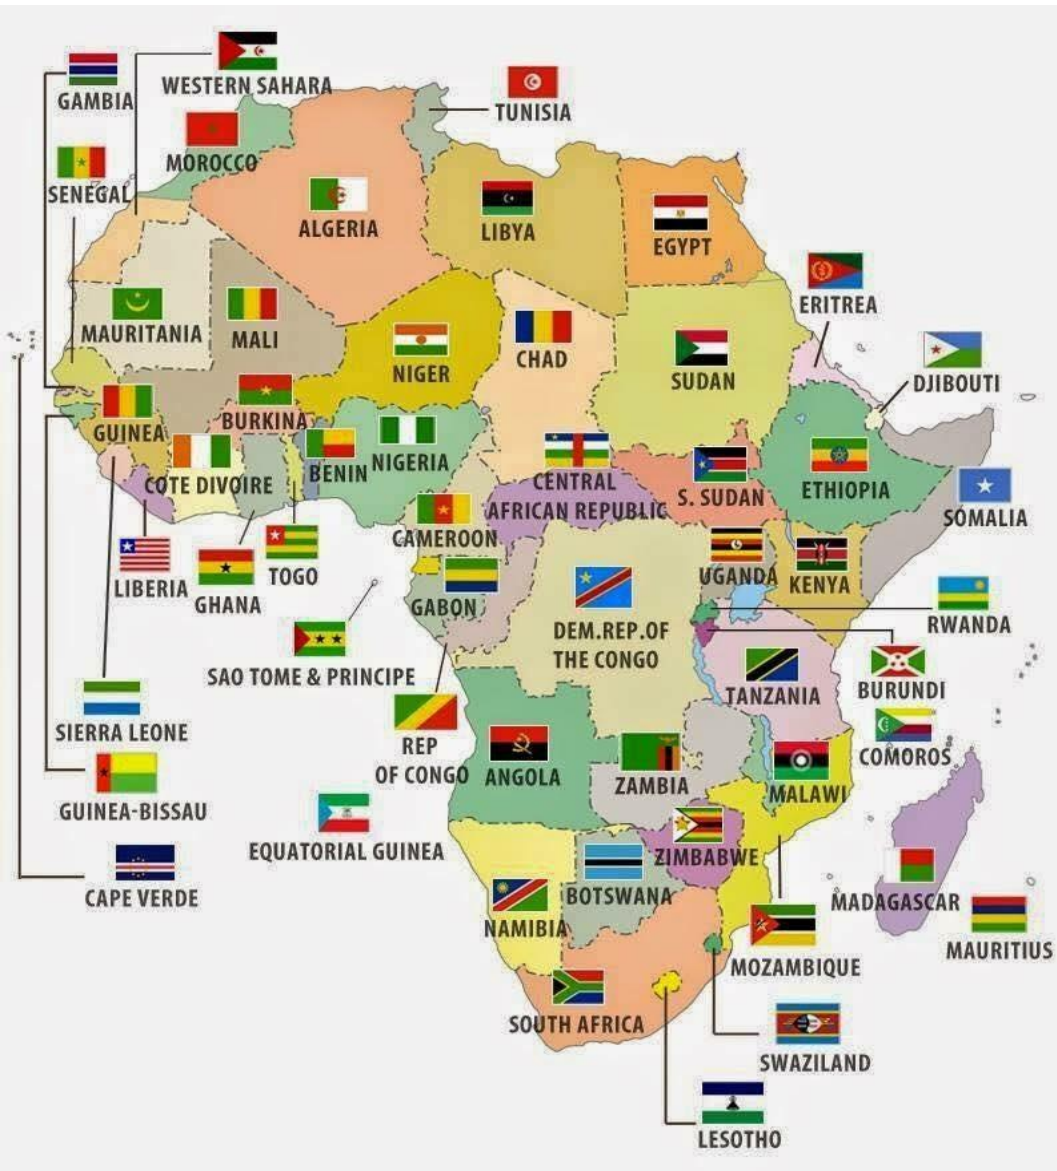 WESTERN SAHARA
GAMBIA
TUNISIA
MOROCCO
SENEGAL
ALGERIA
LIBYA
EGYPT
ERITREA
MAURITANIA
MALI
CHAD
NIGER
SUDAN
DJIBOUTI
BURKINA
GUINEA
NIGERIA
BENIN
COTE DIVOIRE
CENTRAL
AFRICAN REPUBLIC
S. SUDAN
ETHIOPIA
SOMALIA
CAMEROON
LIBERIA
TOGO
GHANA
UGANDA
KENYA
GABON
RWANDA
DEM.REP.OF
THE CONGO
SAO TOME & PRINCIPE
TANZANIA
BURUNDI
SIERRA LEONE
REP
OF CONGO
ANGOLA
ZAMBIA
COMOROS
MALAWI
GUINEA-BISSAU
EQUATORIAL GUINEA
ZIMBABWE
CAPE VERDE
BOTSWANA
MADAGASCAR
NAMIBIA
MAURITIUS
MOZAMBIQUE
SOUTH AFRICA
SWAZILAND
LESOTHO